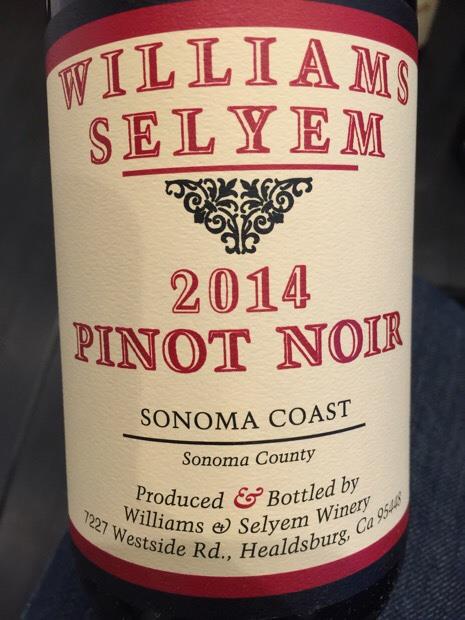 WILLIAMS
SELYEM
2014
PINOT NOIR
SONOMA COAST
Sonoma County
Produced & Bottled by
Williams & Selyem Winery
7227 Westside Rd., Healdsburg, Ca 95448